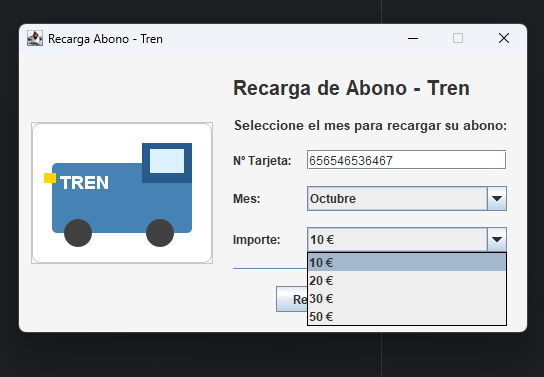 Recarga Abono - Tren
Recarga de Abono - Tren
Seleccione el mes para recargar su abono:
TREN
Nº Tarjeta: 656546536467
Mes: Octubre
Importe: 10 €
10 €
20 €
30 €
50 €